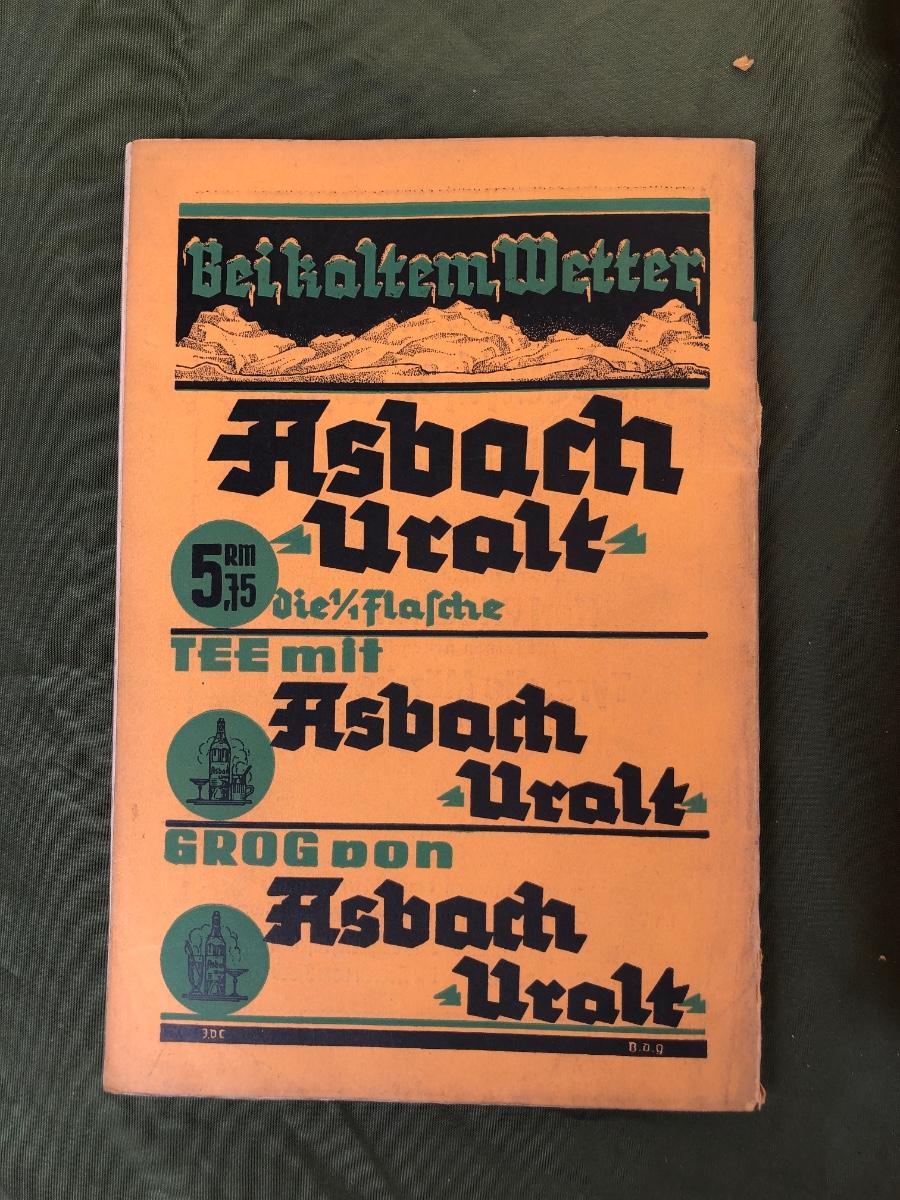 Bei kaltem Wetter
Asbach
Uralt
5,75 RM
die 1/1 Flasche
TEE mit
Asbach
Uralt
GROG von
Asbach
Uralt
J.D.C
B.D.G